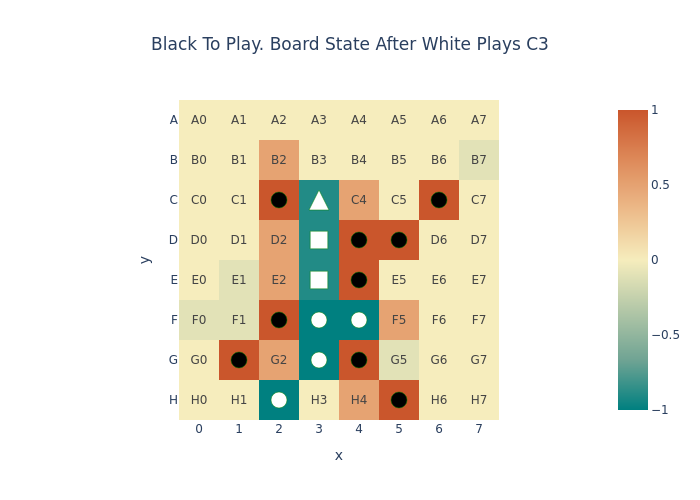 Black To Play. Board State After White Plays C3
A A0 A1 A2 A3 A4 A5 A6 A7
B B0 B1 B2 B3 B4 B5 B6 B7
C C0 C1 C4 C5 C7
D D0 D1 D2 D6 D7
E E0 E1 E2 E5 E6 E7
F F0 F1 F5 F6 F7
G G0 G2 G5 G6 G7
H H0 H1 H3 H4 H6 H7
0 1 2 3 4 5 6 7
x
y
1
0.5
0
−0.5
−1